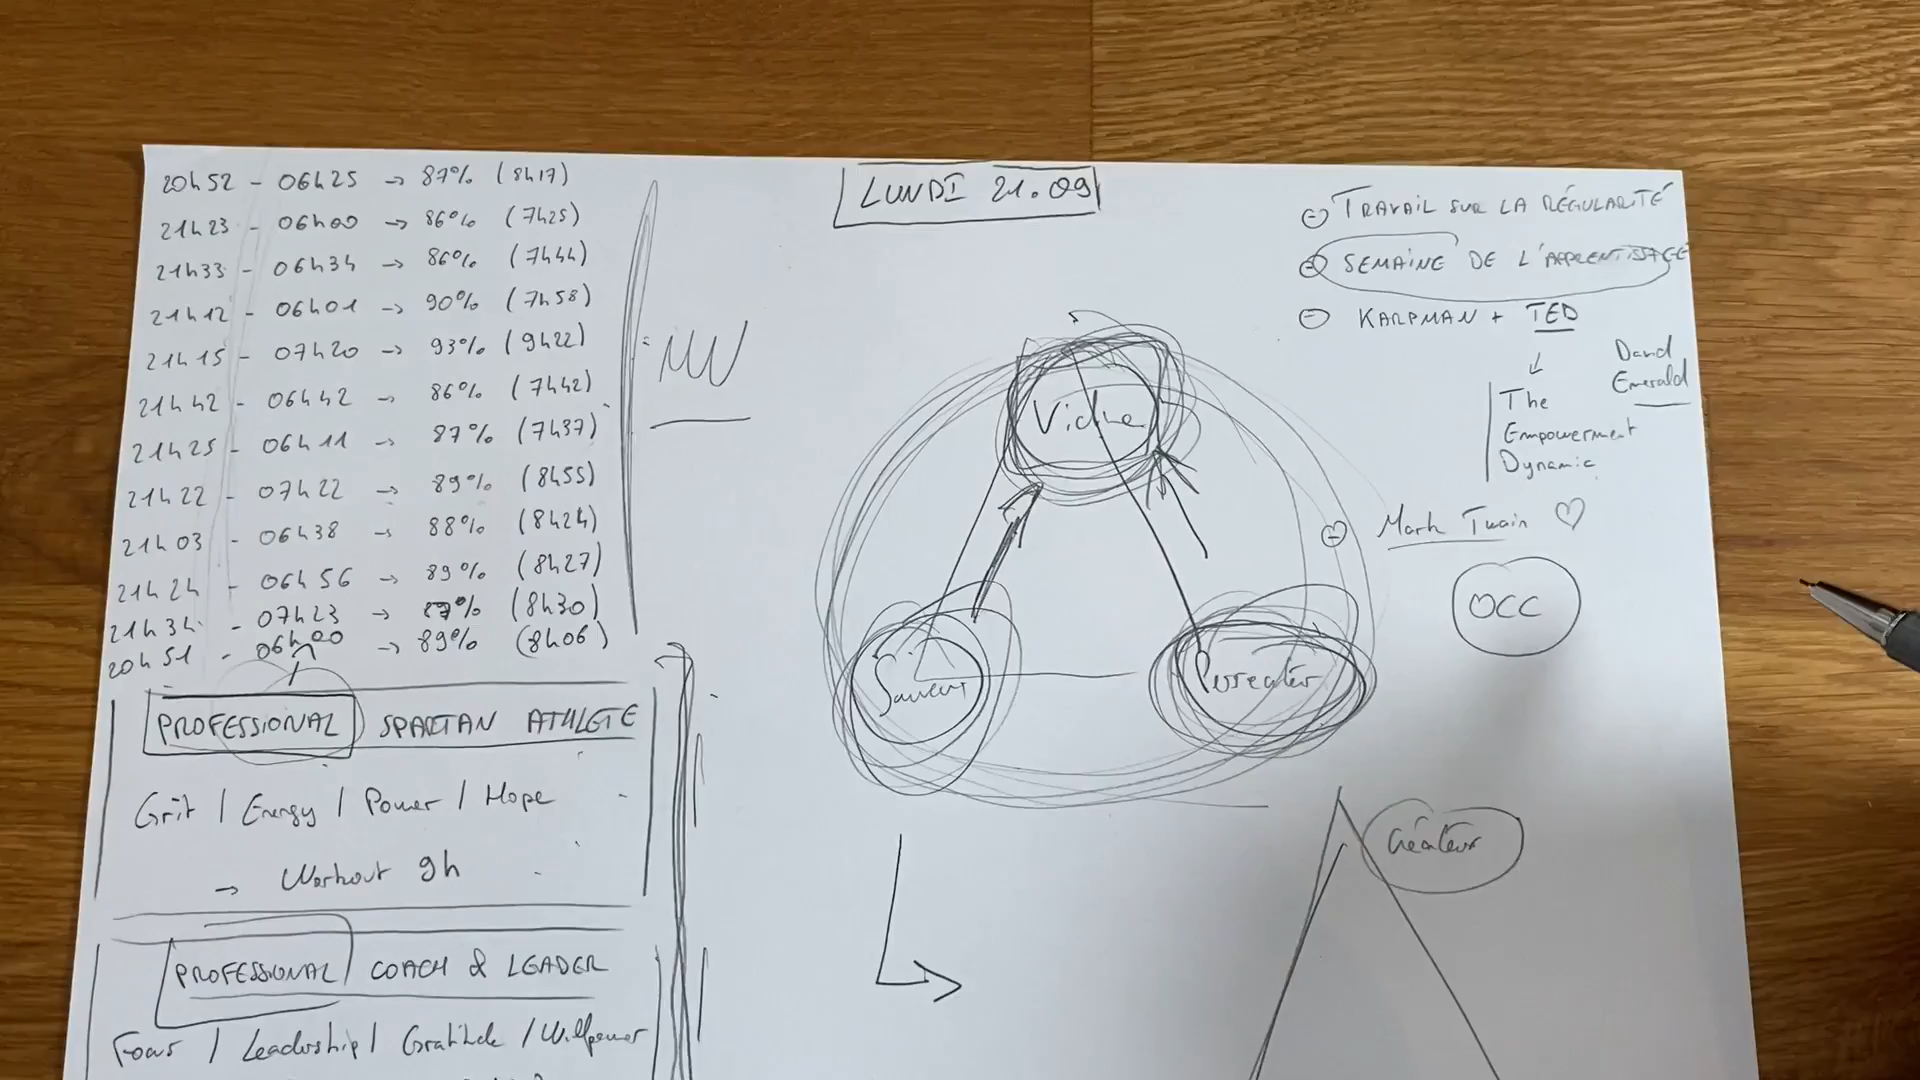 20h52 - 06h25 → 87% (8h17)
21h23 - 06h00 → 86% (7h25)
21h33 - 06h34 → 86% (7h44)
21h12 - 06h01 → 90% (7h58)
21h15 - 07h20 → 93% (9h22)
21h42 - 06h42 → 86% (7h42)
21h25 - 06h11 → 87% (7h37)
21h22 - 07h22 → 89% (8h55)
21h03 - 06h38 → 88% (8h24)
21h24 - 06h56 → 89% (8h27)
21h34 - 07h23 → 87% (8h30)
20h51 - 06h00 → 89% (8h06)
PROFESSIONAL SPARTAN ATHLETE
Grit / Energy / Power / Hope
→ Workout 9h
PROFESSIONAL COACH & LEADER
Focus / Leadership / Gratitude / Willpower
LUNDI 21.09
Victime
Sauveur
Persécuteur
Créateur
TRAVAIL SUR LA RÉGULARITÉ
SEMAINE DE L'APPRENTISSAGE
KARPMAN + TED
David
Emerald
The
Empowerment
Dynamic
Mark Twain ♡
OCC